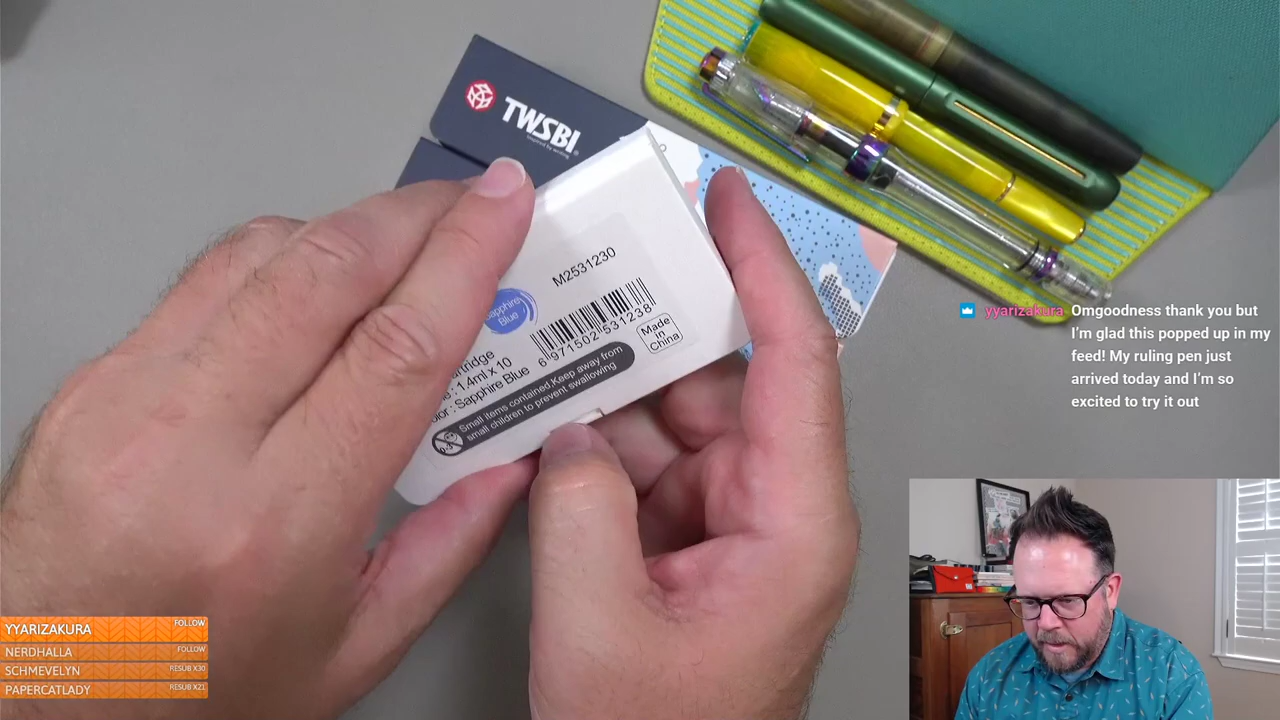 TWSBI
M2531230
Sapphire
Blue
6 971502 531238
Made
in
China
1.4ml X 10
Sapphire Blue
Small items contained,Keep away from
small children to prevent swallowing
yyarizakura Omgoodness thank you but
I'm glad this popped up in my
feed! My ruling pen just
arrived today and I'm so
excited to try it out
YYARIZAKURA FOLLOW
NERDHALLA FOLLOW
SCHMEVELYN RESUB X30
PAPERCATLADY RESUB X21